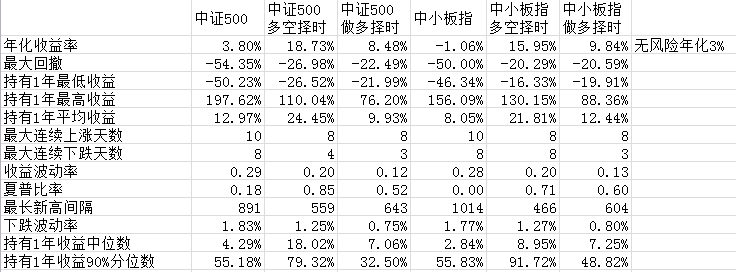 中证500 中证500多空择时 中证500做多择时 中小板指 中小板指多空择时 中小板指做多择时
年化收益率 3.80% 18.73% 8.48% -1.06% 15.95% 9.84% 无风险年化3%
最大回撤 -54.35% -26.98% -22.49% -50.00% -20.29% -20.59%
持有1年最低收益 -50.23% -26.52% -21.99% -46.34% -16.33% -19.91%
持有1年最高收益 197.62% 110.04% 76.20% 156.09% 130.15% 88.36%
持有1年平均收益 12.97% 24.45% 9.93% 8.05% 21.81% 12.44%
最大连续上涨天数 10 8 8 10 8 8
最大连续下跌天数 8 4 3 8 8 3
收益波动率 0.29 0.20 0.12 0.28 0.20 0.13
夏普比率 0.18 0.85 0.52 0.00 0.71 0.60
最长新高间隔 891 559 643 1014 466 604
下跌波动率 1.83% 1.25% 0.75% 1.77% 1.27% 0.80%
持有1年收益中位数 4.29% 18.02% 7.06% 2.84% 8.95% 7.25%
持有1年收益90%分位数 55.18% 79.32% 32.50% 55.83% 91.72% 48.82%